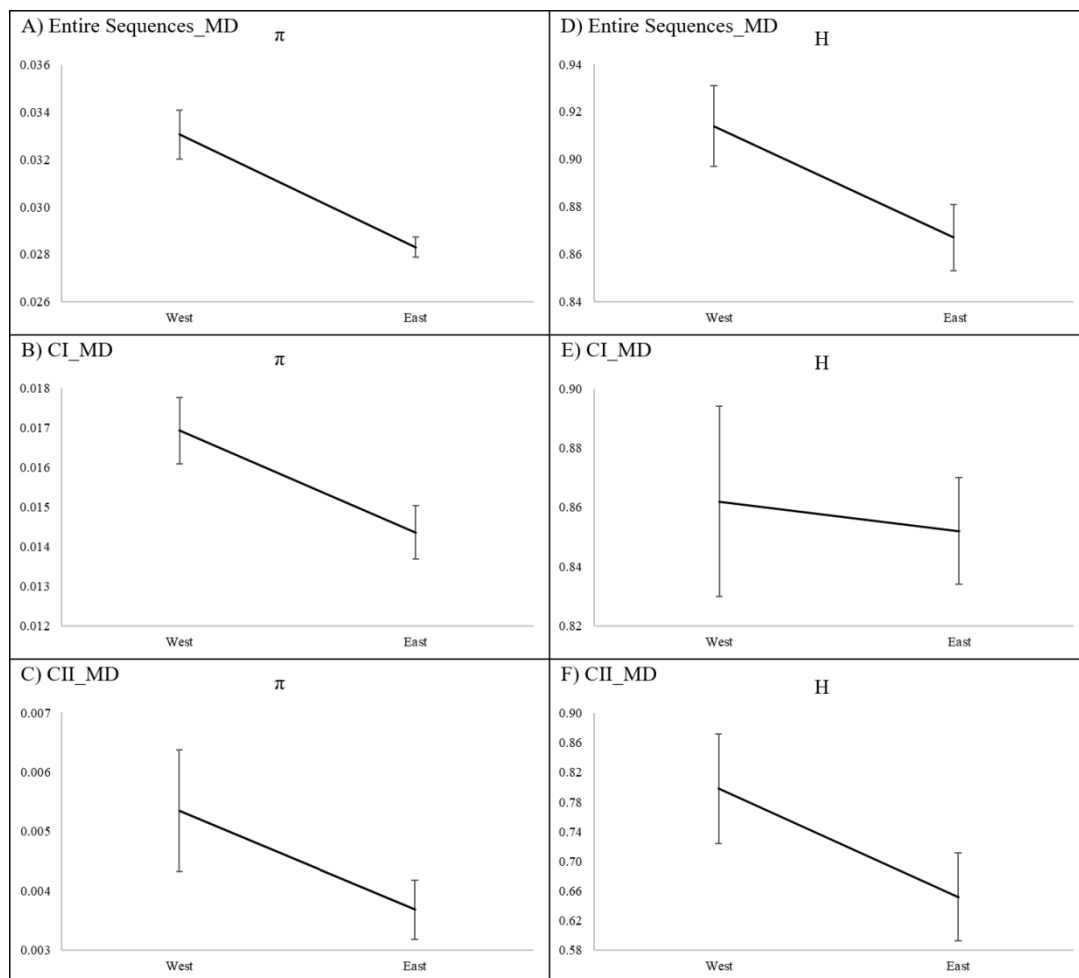 A) Entire Sequences_MD
π
0.036
0.034
0.032
0.030
0.028
0.026
West East
D) Entire Sequences_MD
H
0.94
0.92
0.90
0.88
0.86
0.84
West East
B) CI_MD
π
0.018
0.017
0.016
0.015
0.014
0.013
0.012
West East
E) CI_MD
H
0.90
0.88
0.86
0.84
0.82
West East
C) CII_MD
π
0.007
0.006
0.005
0.004
0.003
West East
F) CII_MD
H
0.90
0.86
0.82
0.78
0.74
0.70
0.66
0.62
0.58
West East